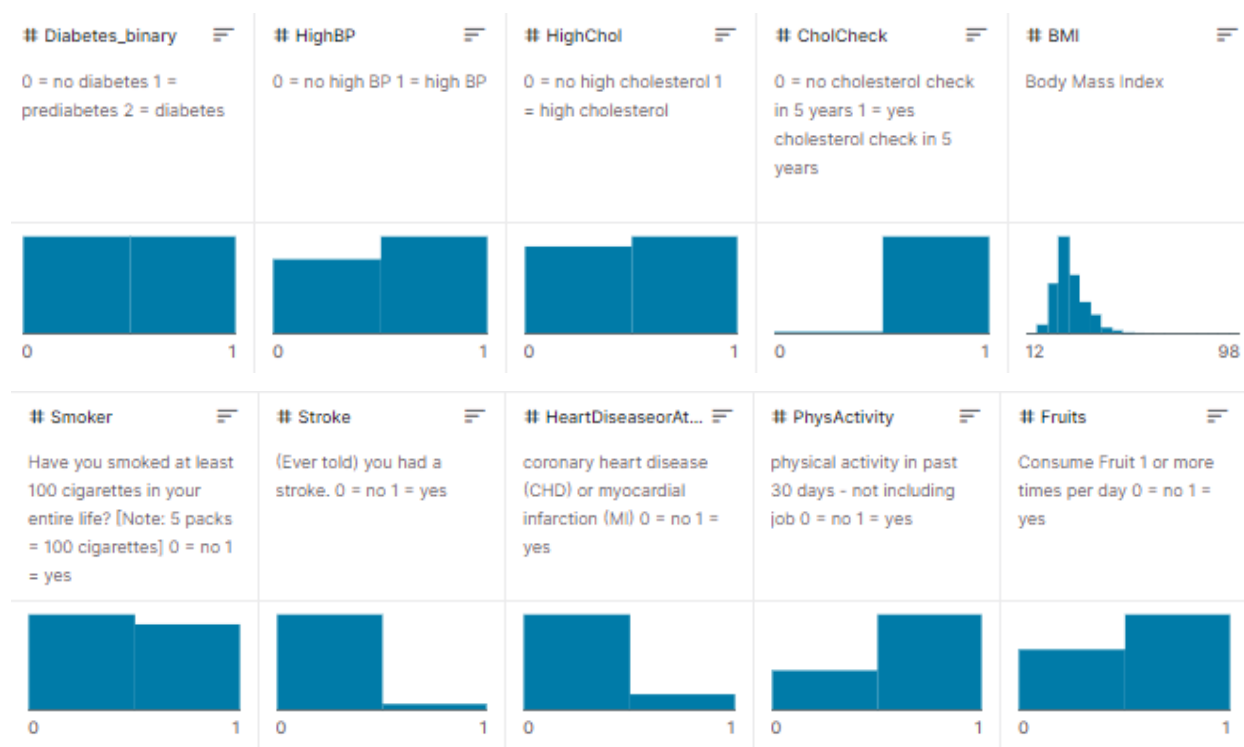 # Diabetes_binary
0 = no diabetes 1 =
prediabetes 2 = diabetes
0 1
# HighBP
0 = no high BP 1 = high BP
0 1
# HighChol
0 = no high cholesterol 1
= high cholesterol
0 1
# CholCheck
0 = no cholesterol check
in 5 years 1 = yes
cholesterol check in 5
years
0 1
# BMI
Body Mass Index
12 98
# Smoker
Have you smoked at least
100 cigarettes in your
entire life? [Note: 5 packs
= 100 cigarettes] 0 = no 1
= yes
0 1
# Stroke
(Ever told) you had a
stroke. 0 = no 1 = yes
0 1
# HeartDiseaseorAt...
coronary heart disease
(CHD) or myocardial
infarction (MI) 0 = no 1 =
yes
0 1
# PhysActivity
physical activity in past
30 days - not including
job 0 = no 1 = yes
0 1
# Fruits
Consume Fruit 1 or more
times per day 0 = no 1 =
yes
0 1